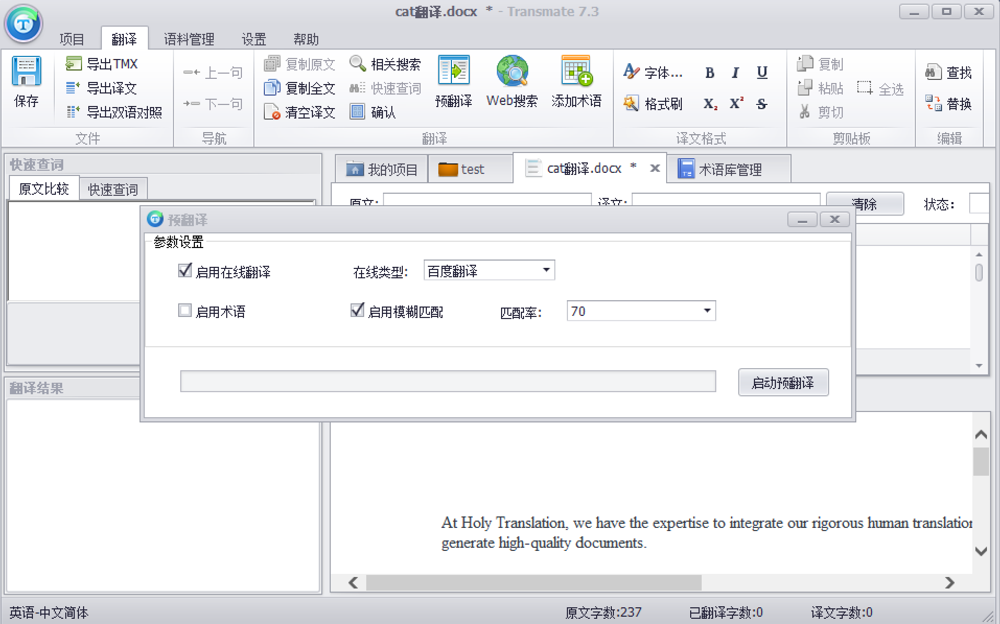 cat翻译.docx * - Transmate 7.3
项目 翻译 语料管理 设置 帮助
保存
导出TMX
导出译文
导出双语对照
文件
上一句
下一句
导航
复制原文
复制全文
清空译文
相关搜索
快速查词
确认
预翻译
Web搜索
添加术语
翻译
字体... B I U
格式刷 X₂ X² S
译文格式
复制
粘贴
剪切
全选
剪贴板
查找
替换
编辑
快速查词
原文比较 快速查词
我的项目 test cat翻译.docx * 术语库管理
原文: 译文: 清除 状态:
预翻译
参数设置
启用在线翻译 在线类型: 百度翻译
启用术语 启用模糊匹配 匹配率: 70
启动预翻译
翻译结果
At Holy Translation, we have the expertise to integrate our rigorous human translation
generate high-quality documents.
英语-中文简体 原文字数:237 已翻译字数:0 译文字数:0